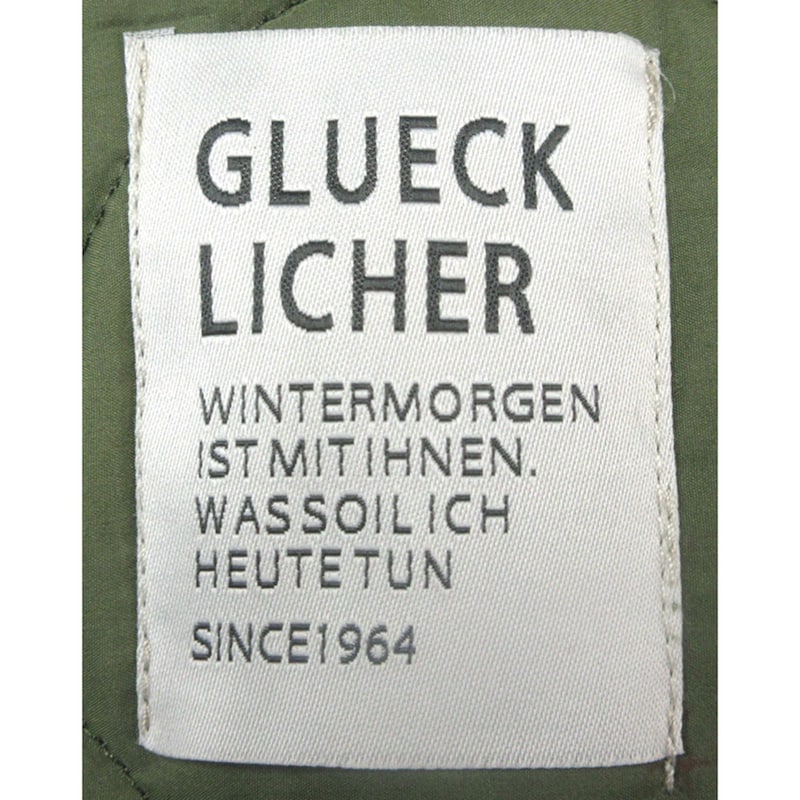 GLUECK
LICHER
WINTERMORGEN
IST MIT IHNEN.
WAS SOIL ICH
HEUTE TUN
SINCE1964